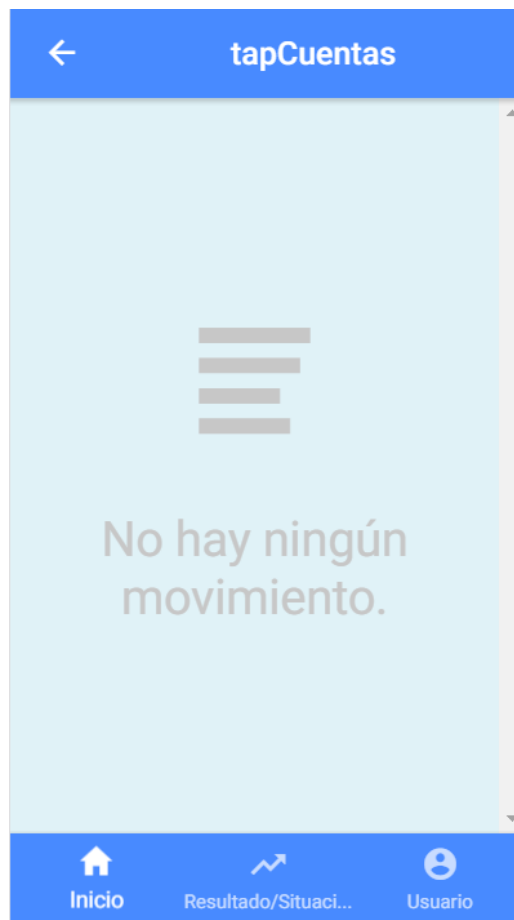 tapCuentas
No hay ningún
movimiento.
Inicio
Resultado/Situaci...
Usuario